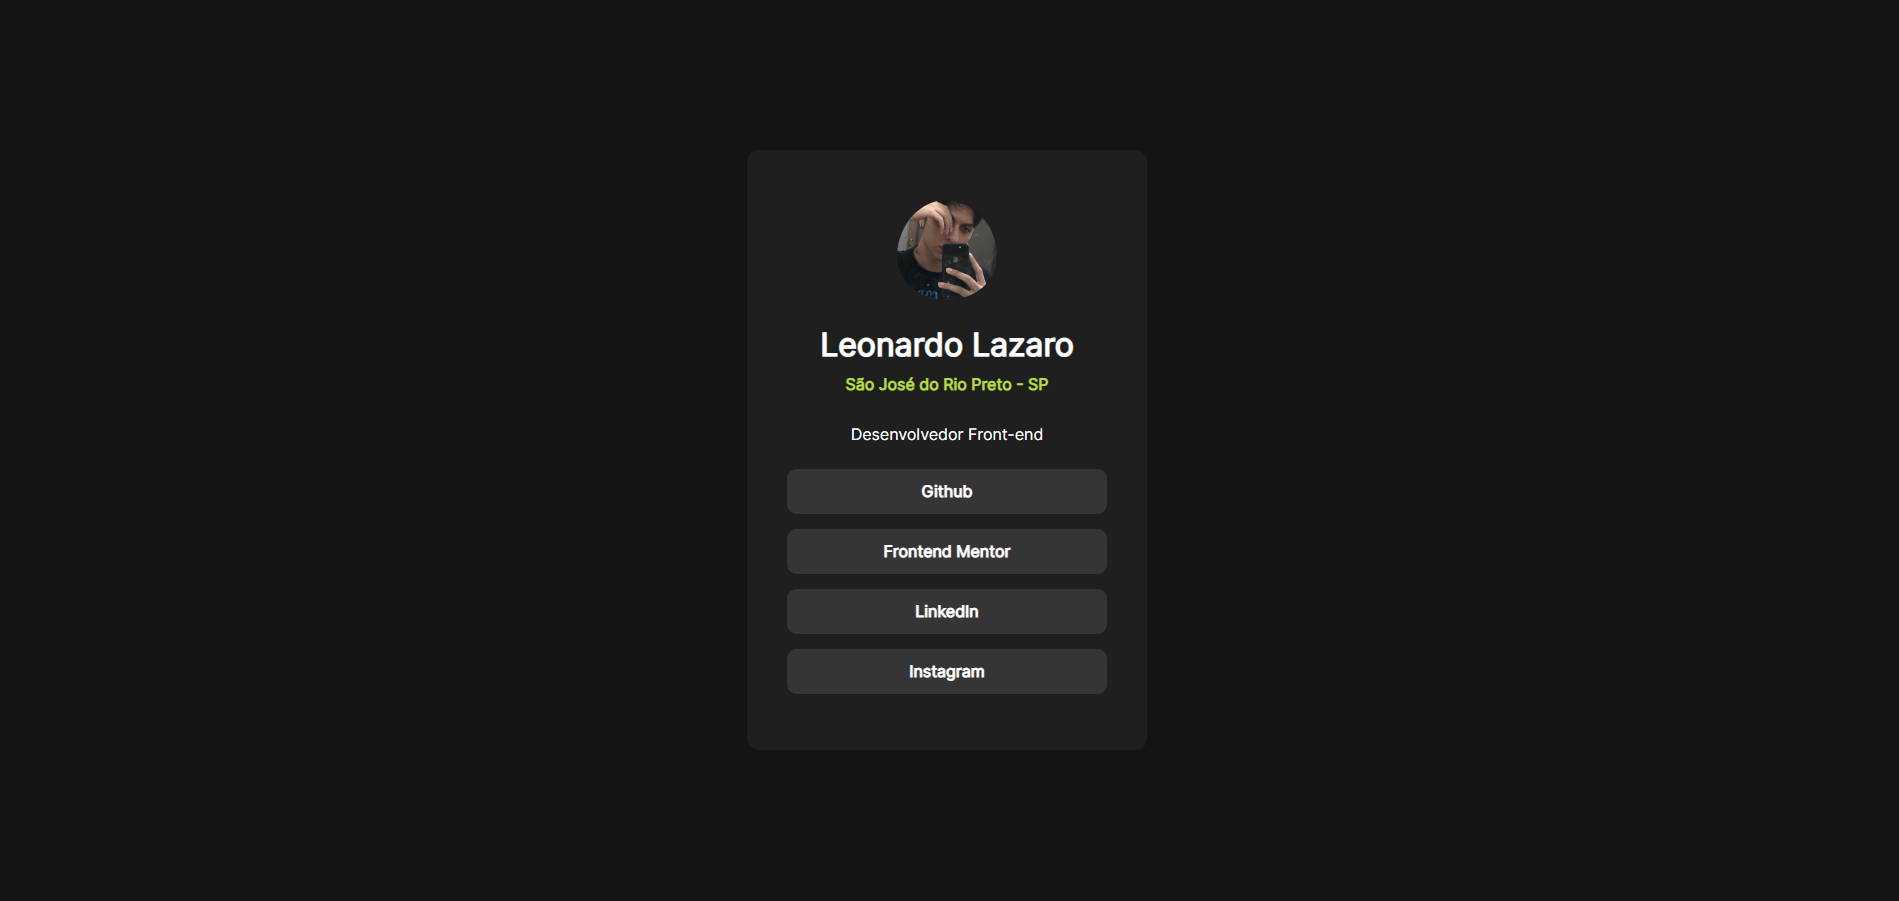 Leonardo Lazaro
São José do Rio Preto - SP
Desenvolvedor Front-end
Github
Frontend Mentor
LinkedIn
Instagram